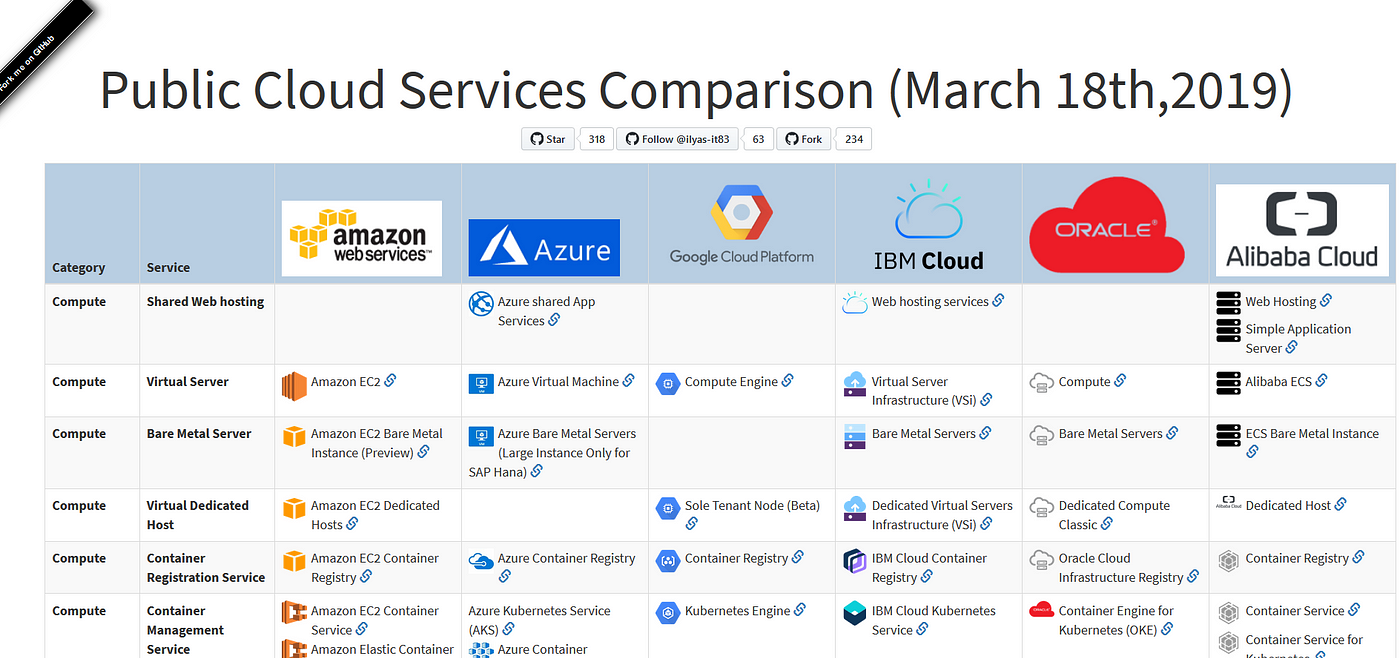 Fork me on GitHub
Public Cloud Services Comparison (March 18th,2019)
Star 318 Follow @ilyas-it83 63 Fork 234
Category Service amazon web services™ Azure Google Cloud Platform IBM Cloud ORACLE® Alibaba Cloud
Compute Shared Web hosting Azure shared App Web hosting services Web Hosting
Services
Simple Application
Server
Compute Virtual Server Amazon EC2 Azure Virtual Machine Compute Engine Virtual Server Compute Alibaba ECS
Infrastructure (VSi)
Compute Bare Metal Server Amazon EC2 Bare Metal Azure Bare Metal Servers Bare Metal Servers Bare Metal Servers ECS Bare Metal Instance
Instance (Preview) (Large Instance Only for
SAP Hana)
Compute Virtual Dedicated Amazon EC2 Dedicated Sole Tenant Node (Beta) Dedicated Virtual Servers Dedicated Compute Alibaba Cloud Dedicated Host
Host Hosts Infrastructure (VSi) Classic
Compute Container Amazon EC2 Container Azure Container Registry Container Registry IBM Cloud Container Oracle Cloud Container Registry
Registration Service Registry Registry Infrastructure Registry
Compute Container Amazon EC2 Container Azure Kubernetes Service Kubernetes Engine IBM Cloud Kubernetes ORACLE Container Engine for Container Service
Management Service (AKS) Service Kubernetes (OKE) Container Service for
Service Amazon Elastic Container Azure Container Kubernetes